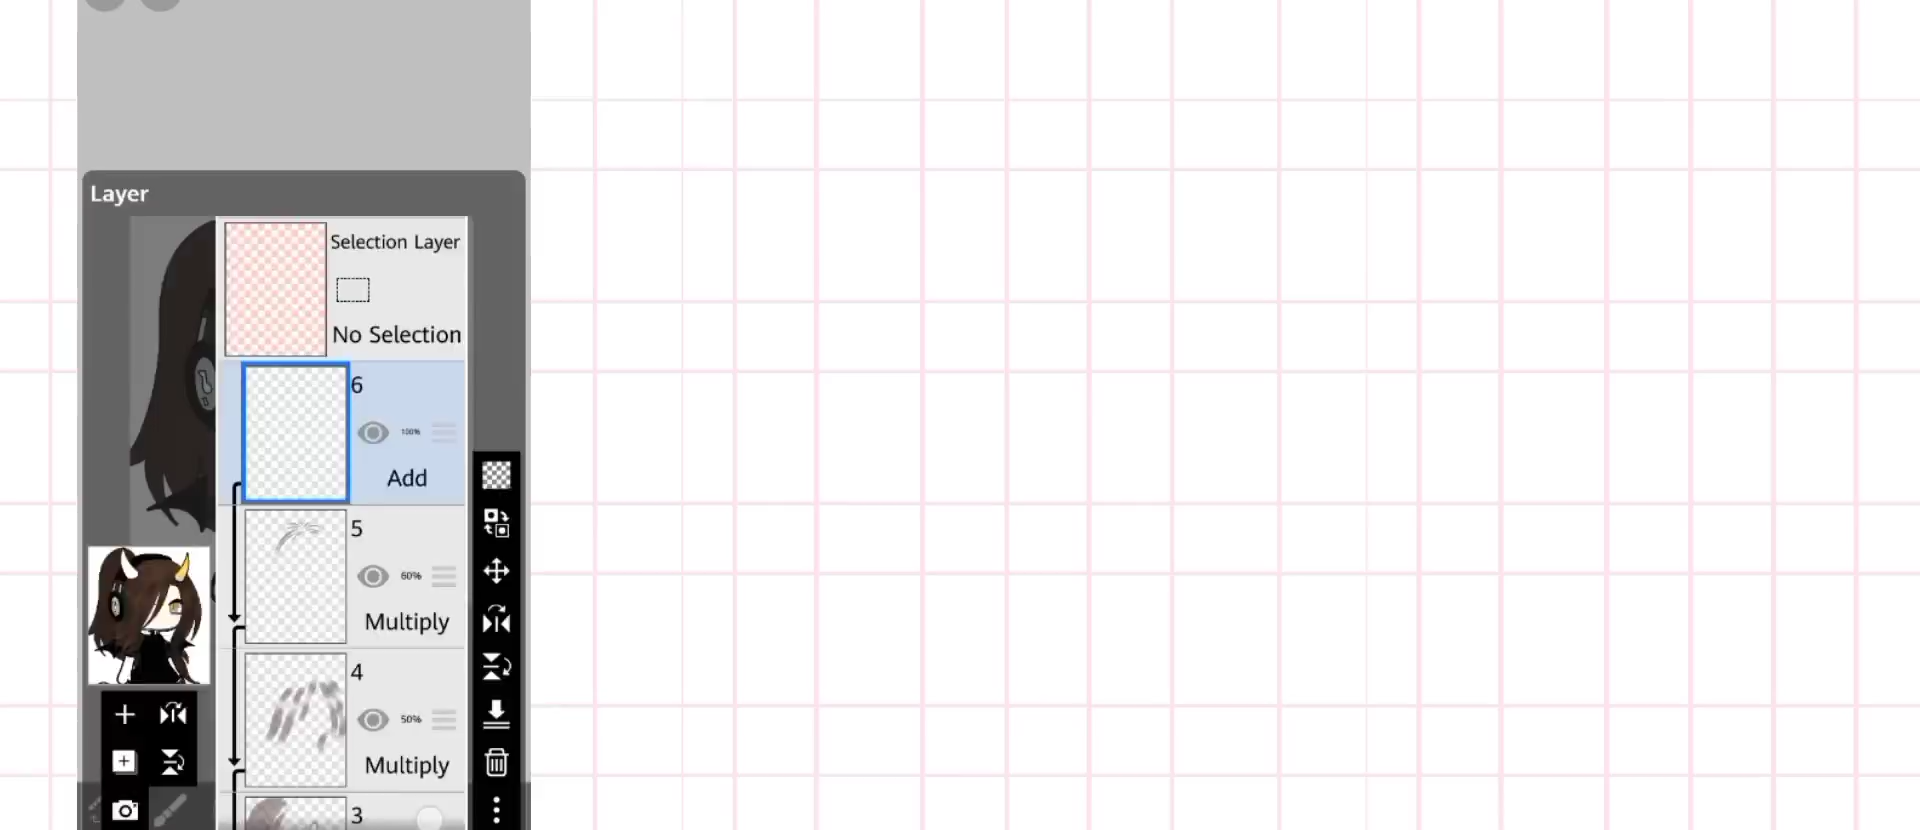 Layer
Selection Layer
No Selection
6
100%
Add
5
60%
Multiply
4
50%
Multiply
3